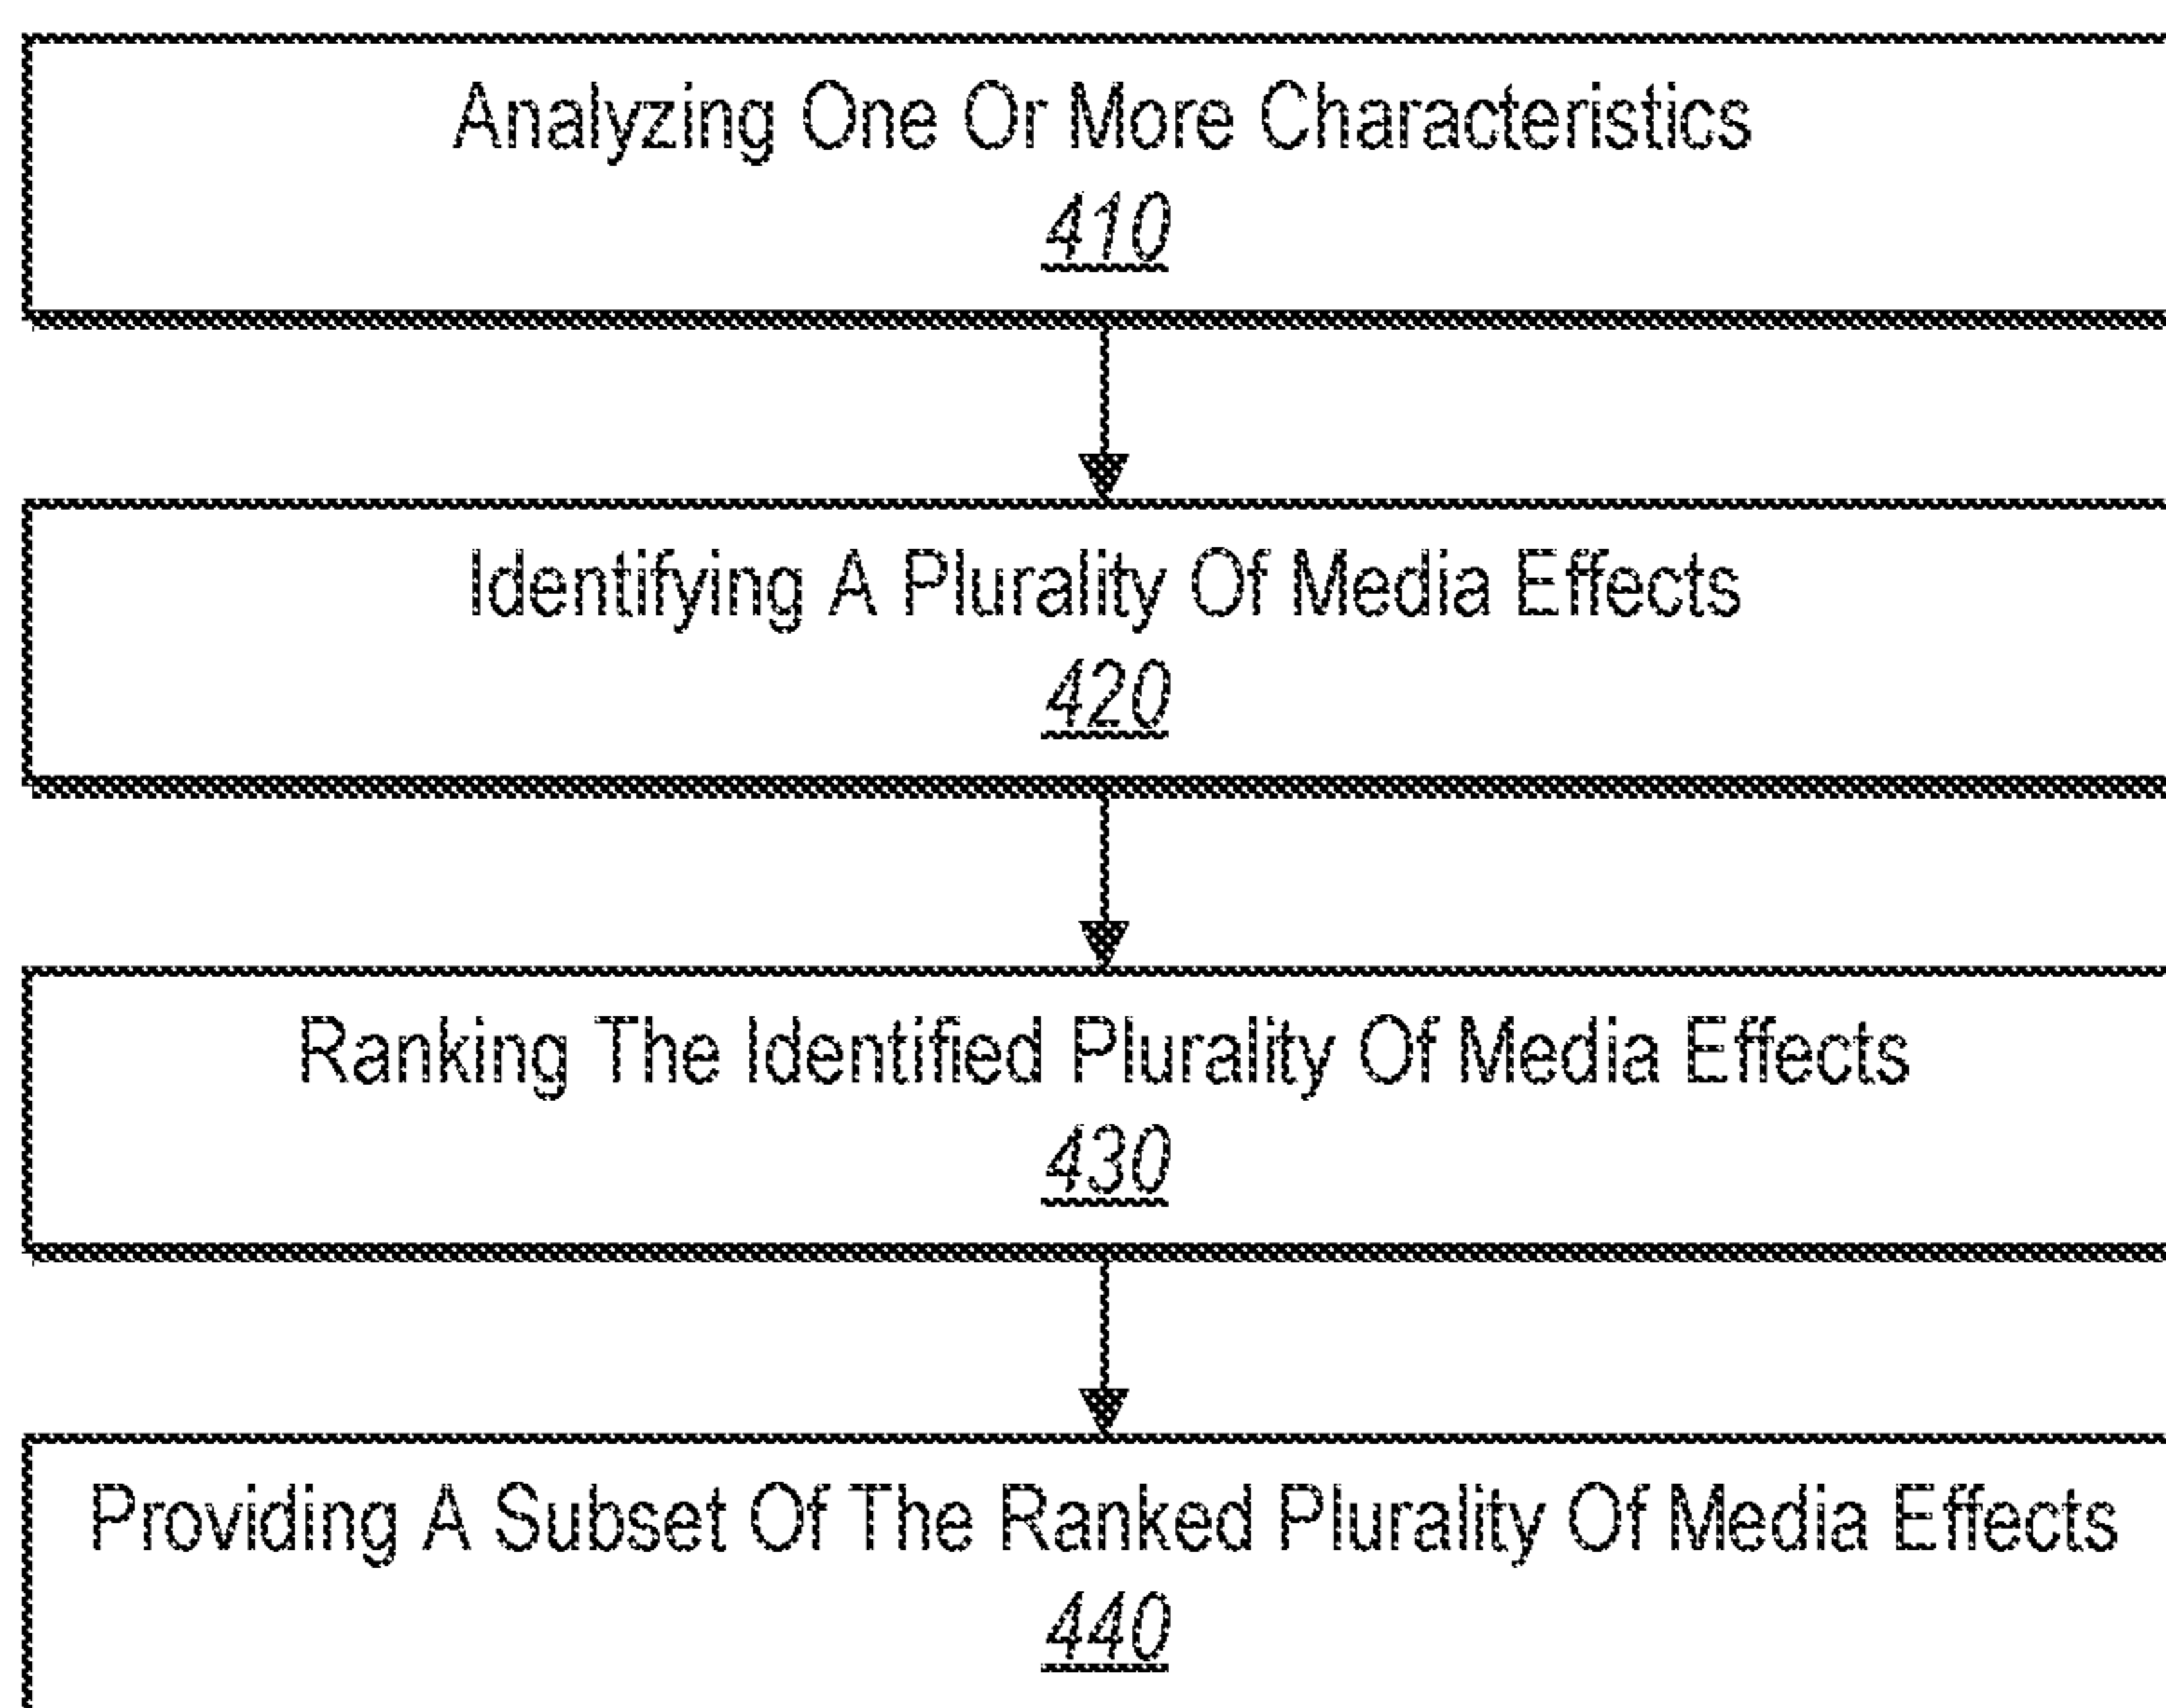 Analyzing One Or More Characteristics
410
Identifying A Plurality Of Media Effects
420
Ranking The Identified Plurality Of Media Effects
430
Providing A Subset Of The Ranked Plurality Of Media Effects
440